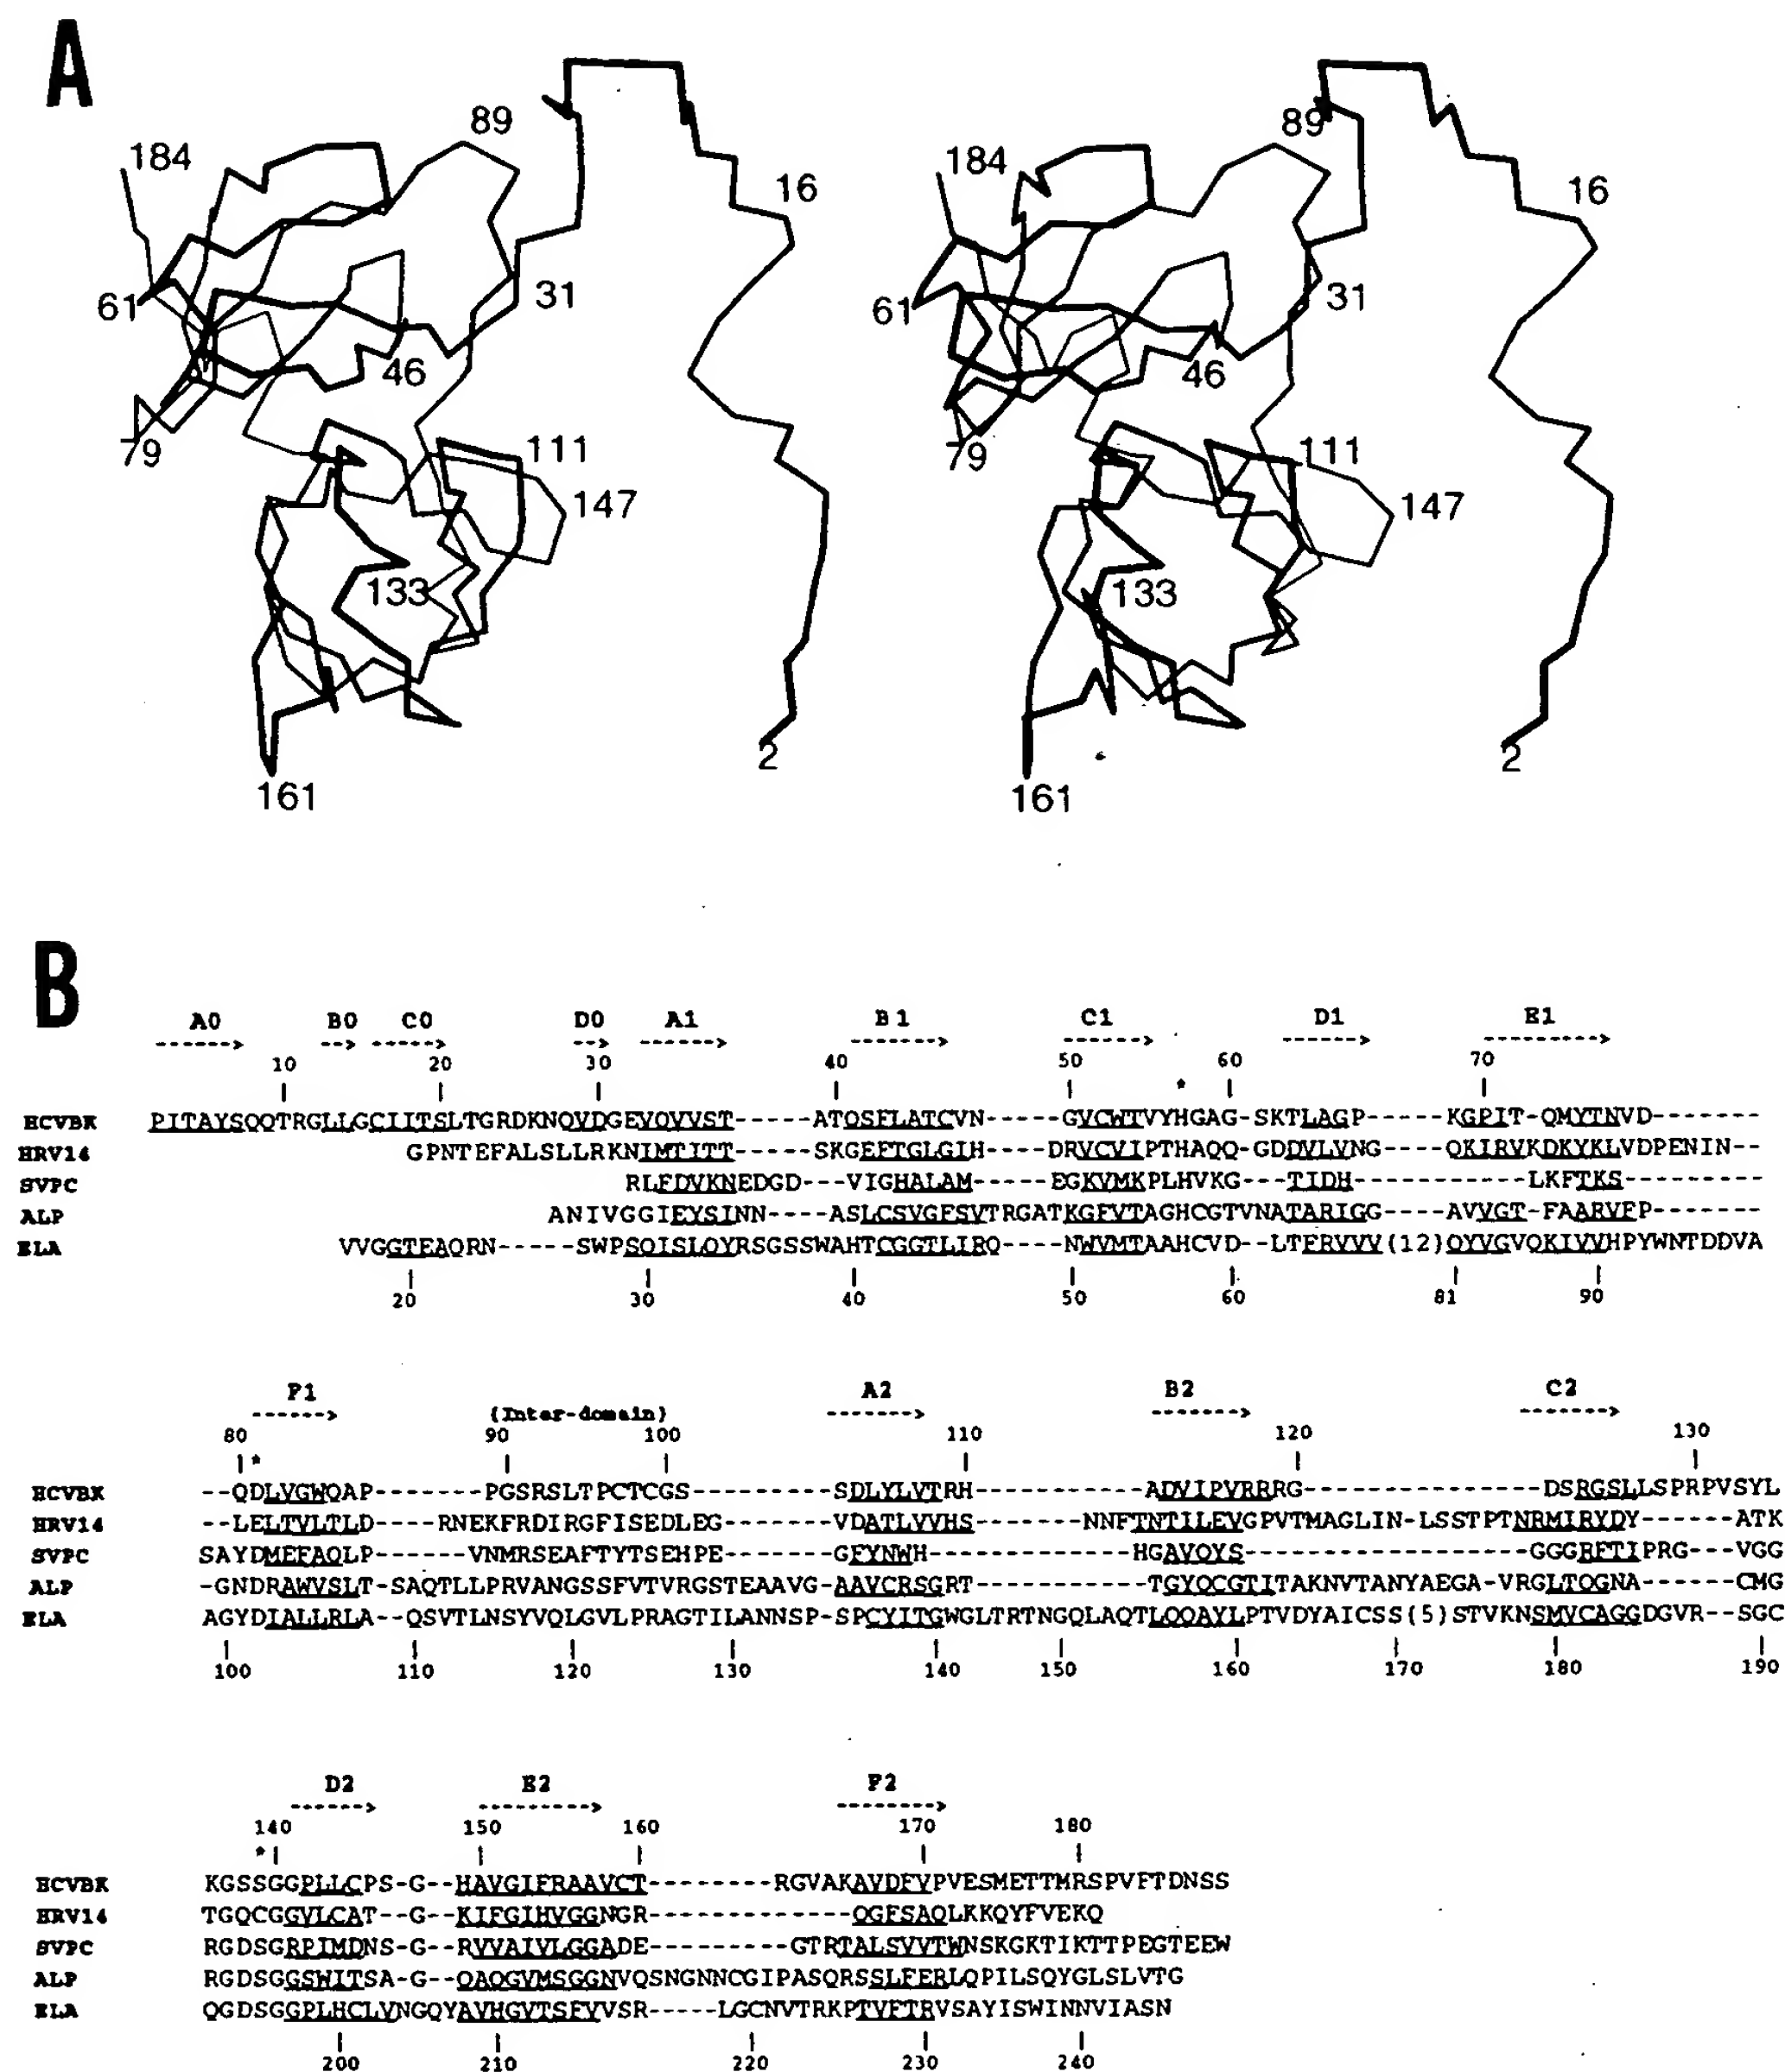 A
184
89
16
61
31
46
79
111
147
133
2
161
184
89
16
61
31
46
79
111
147
133
2
161
B
A0 B0 C0 D0 A1 B1 C1 D1 E1
10 20 30 40 50 * 60 70
HCVBK PITAYSQQTRGLLGCIITSLTGRDKNQVDGEVQVVST-----ATQSFLATCVN-----GVCWTVYHGAG-SKTLAGP-----KGPIT-QMYTNVD-------
HRV14 GPNTEFALSLLRKNIMTITT-----SKGEFTGLGIH----DRVCVIPTHAQQ-GDDVLVNG----QKIRVKDKYKLVDPENIN--
SVPC RLFDVKNEDGD---VIGHALAM-----EGKVMKPLHVKG---TIDH-----------LKFTKS---------
ALP ANIVGGIEYSINN----ASLCSVGFSVTRGATKGFVTAGHCGTVNATARIGG----AVVGT-FAARVFP-------
ELA VVGGTEAQRN-----SWPSQISLQYRSGSSWAHTCGGTLIRQ----NWVMTAAHCVD--LTFRVVV(12)QYVGVQKIVVHPYWNTDDVA
20 30 40 50 60 81 90
F1 (Inter-domain) A2 B2 C2
80 * 90 100 110 120 130
HCVBK --QDLVGWQAP-------PGSRSLTPCTCGS---------SDLYLVTRH-----------ADVIPVRRRG---------------DSRGSLLSPRPVSYL
HRV14 --LELTVLTLD----RNEKFRDIRGFISEDLEG-------VDATLVVHS-------NNFTNTILEVGPVTMAGLIN-LSSTPTNRMIRYDY------ATK
SVPC SAYDMEFAQLP------VNMRSEAFTYTSEHPE-------GFYNWH-------------HGAVQYS------------------GGGRFTIPRG---VGG
ALP -GNDRAWVSLT-SAQTLLPRVANGSSFVTVRGSTEAAVG-AAVCRSGRT-----------TGYQCGTITAKNVTANYAEGA-VRGLTQGNA------CMG
ELA AGYDIALLRLA--QSVTLNSYVQLGVLPRAGTILANNSP-SPCYITGWGLTRTNGQLAQTLQQAYLPTVDYAICSS(5)STVKNSMVCAGGDGVR--SGC
100 110 120 130 140 150 160 170 180 190
D2 E2 F2
* 140 150 160 170 180
HCVBK KGSSGGPLLCPS-G--HAVGIFRAAVCT--------RGVAKAVDFVPVESMETTMRSPVFTDNSS
HRV14 TGQCGGVLCAT--G--KIFGIHVGGNGR-------------QGFSAQLKKQYFVEKQ
SVPC RGDSGRPIMDNS-G--RVVAIVLGGADE---------GTRTALSVVTWNSKGKTIKTTPEGTEEW
ALP RGDSGGSWITSA-G--QAQGVMSGGNVQSNGNNCGIPASQRSSLFERLQPILSQYGLSLVTG
ELA QGDSGGPLHCLVNGQYAVHGVTSFVVSR-----LGCNVTRKPTVFTRVSAYISWINNVIASN
200 210 220 230 240